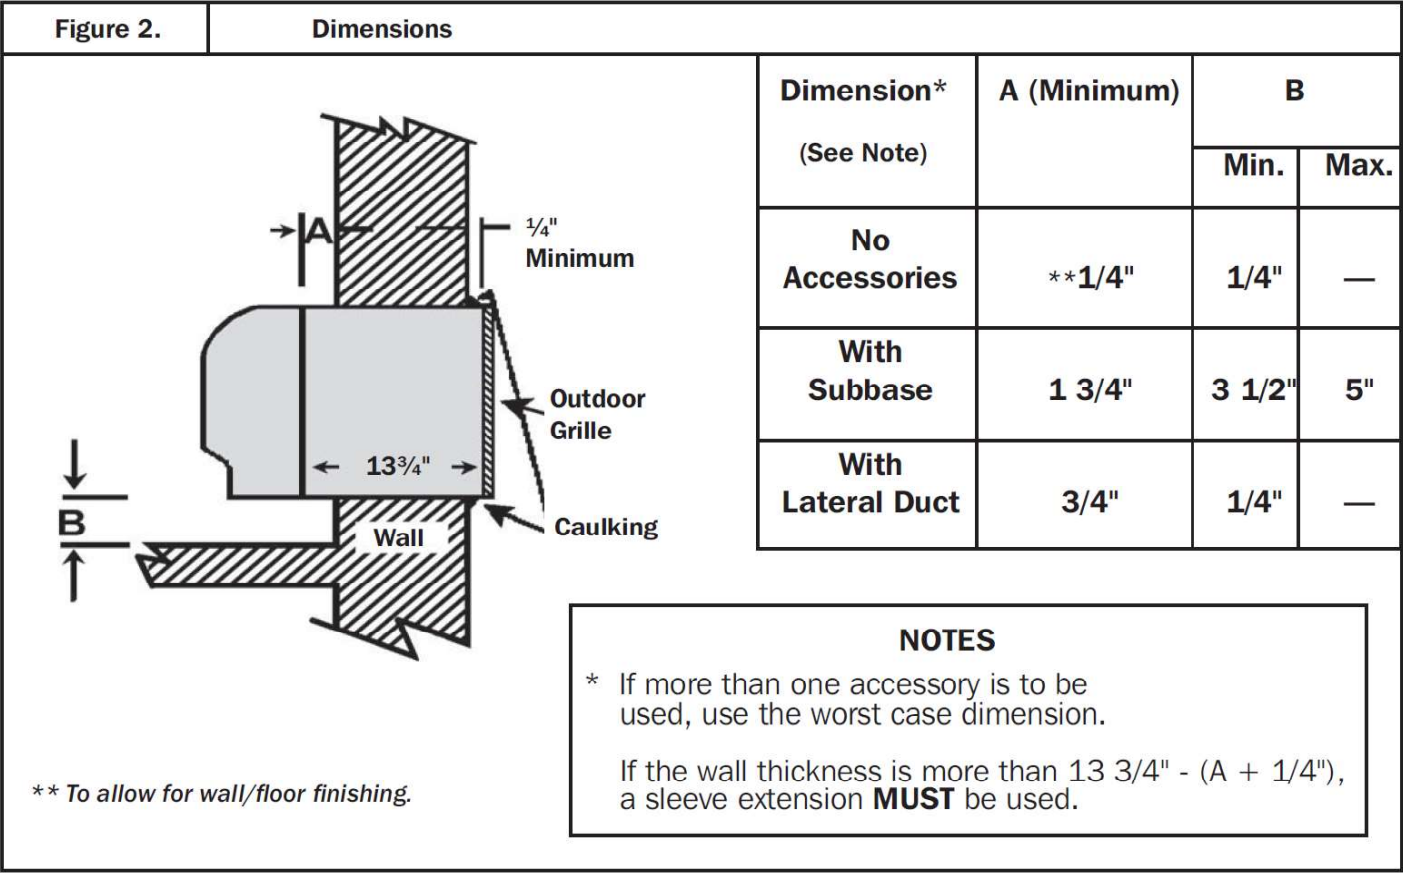 Figure 2.
Dimensions
Dimension* A (Minimum) B
(See Note)
Min. Max.
No
Accessories **1/4" 1/4" —
With
Subbase 1 3/4" 3 1/2" 5"
With
Lateral Duct 3/4" 1/4" —
A
¼"
Minimum
Outdoor
Grille
13¾"
B
Wall
Caulking
NOTES
* If more than one accessory is to be
used, use the worst case dimension.
If the wall thickness is more than 13 3/4" - (A + 1/4"),
a sleeve extension MUST be used.
** To allow for wall/floor finishing.